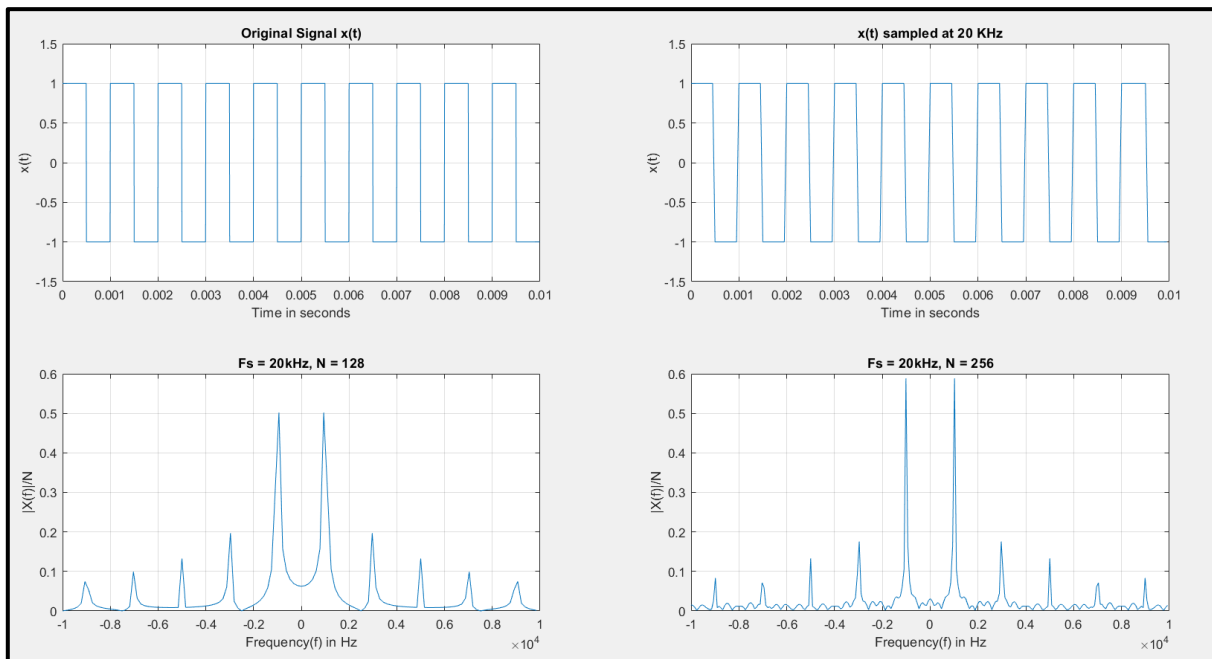 Original Signal x(t)
1.5
1
0.5
0
-0.5
-1
-1.5
x(t)
0 0.001 0.002 0.003 0.004 0.005 0.006 0.007 0.008 0.009 0.01
Time in seconds
x(t) sampled at 20 KHz
1.5
1
0.5
0
-0.5
-1
-1.5
x(t)
0 0.001 0.002 0.003 0.004 0.005 0.006 0.007 0.008 0.009 0.01
Time in seconds
Fs = 20kHz, N = 128
0.6
0.5
0.4
0.3
0.2
0.1
0
|X(f)|/N
-1 -0.8 -0.6 -0.4 -0.2 0 0.2 0.4 0.6 0.8 1
Frequency(f) in Hz
×10⁴
Fs = 20kHz, N = 256
0.6
0.5
0.4
0.3
0.2
0.1
0
|X(f)|/N
-1 -0.8 -0.6 -0.4 -0.2 0 0.2 0.4 0.6 0.8 1
Frequency(f) in Hz
×10⁴